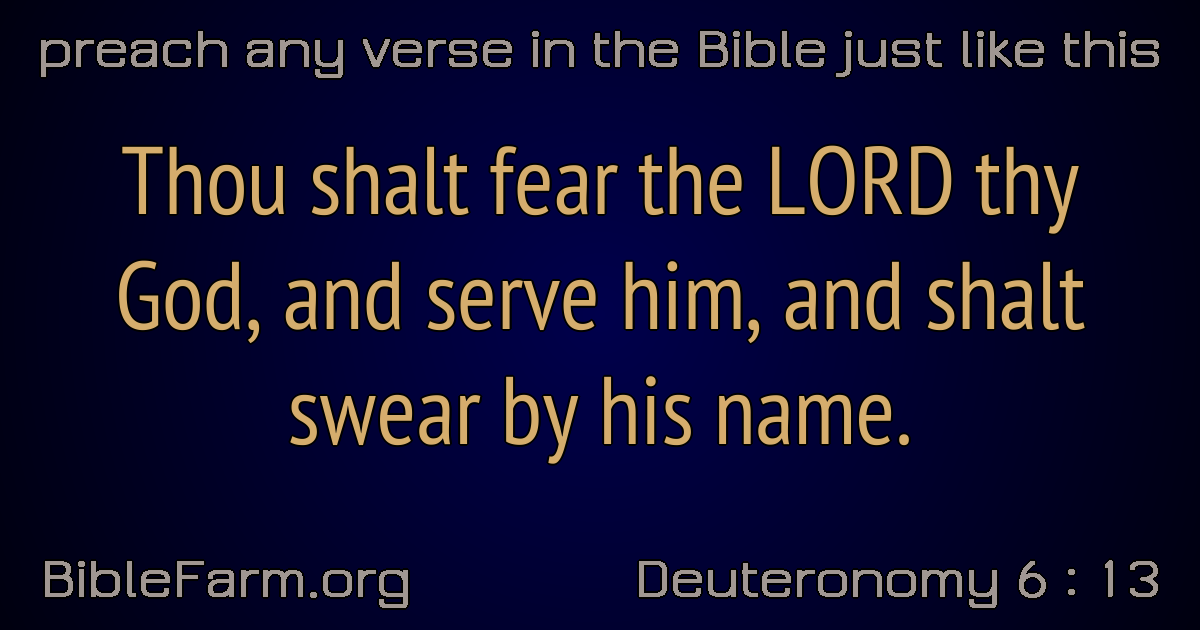 preach any verse in the Bible just like this
Thou shalt fear the LORD thy
God, and serve him, and shalt
swear by his name.
BibleFarm.org
Deuteronomy 6 : 13